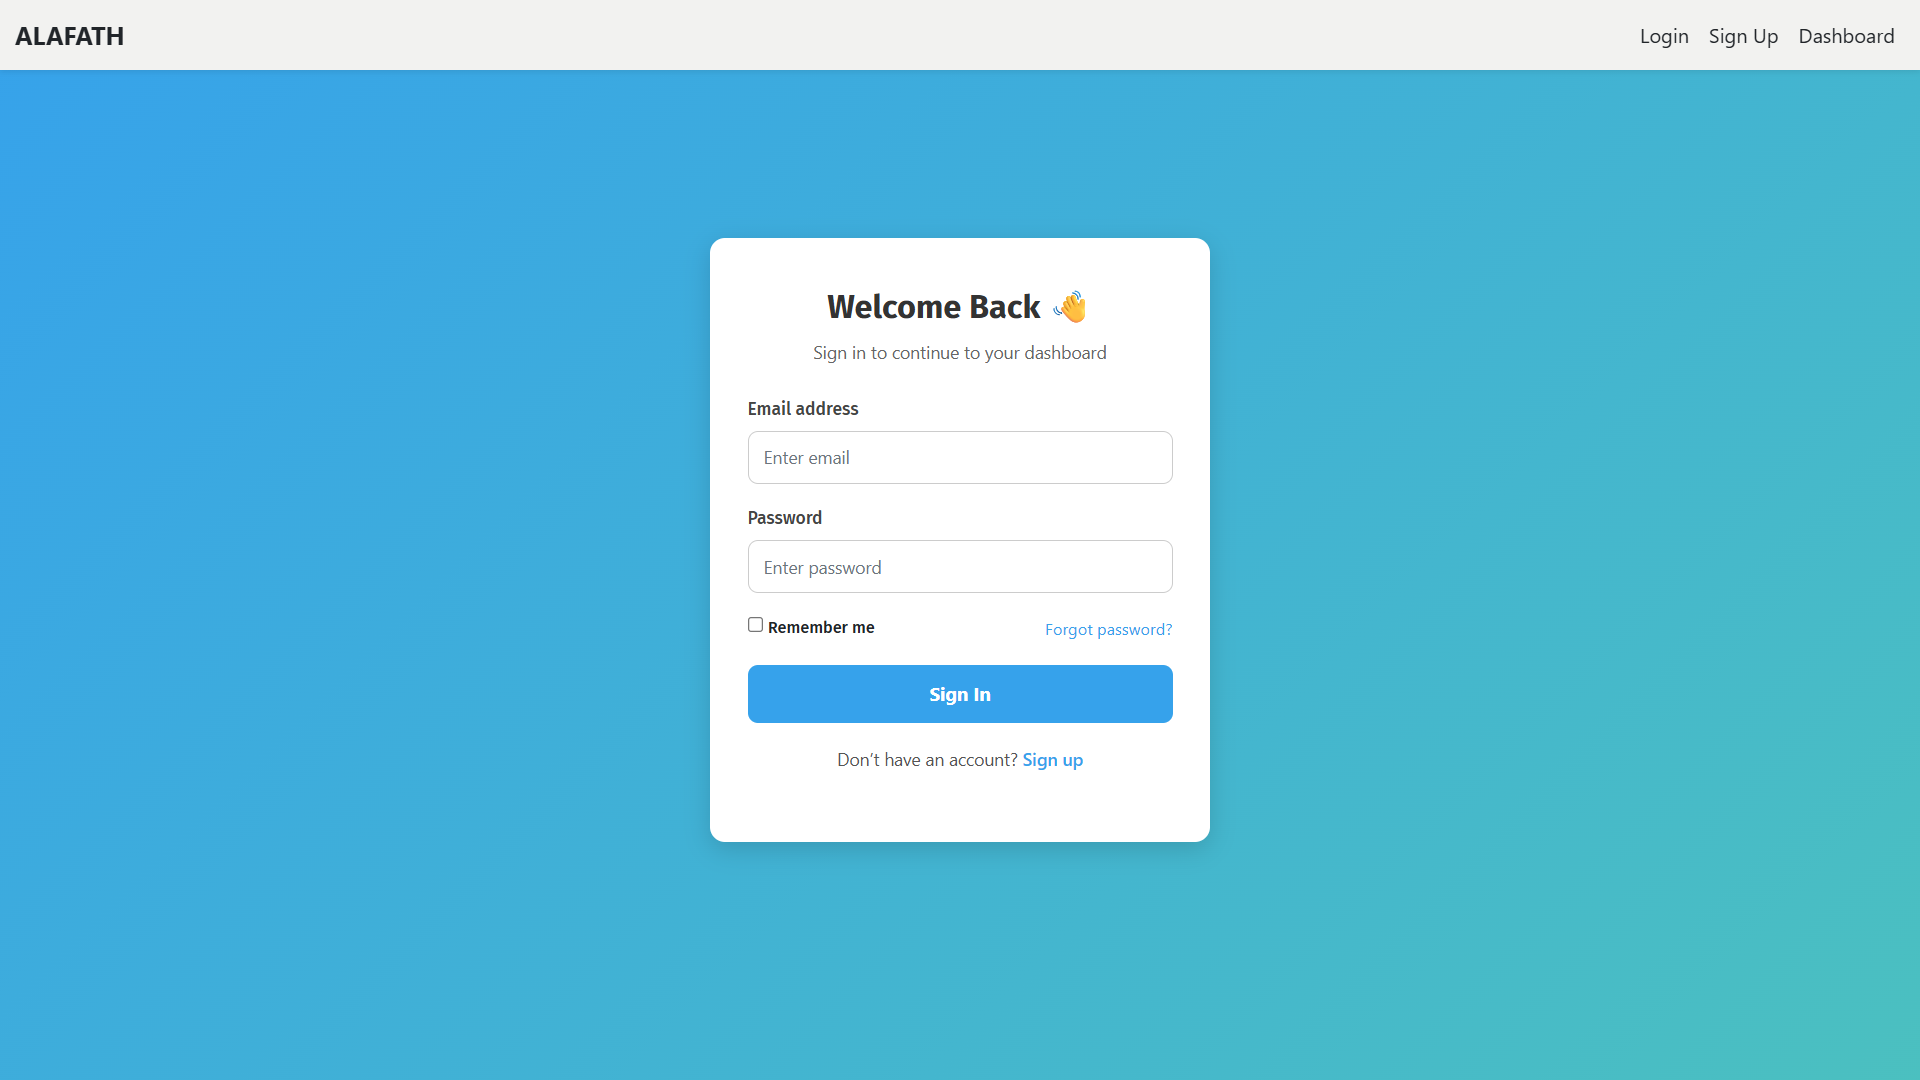 ALAFATH
Login Sign Up Dashboard
Welcome Back 👋
Sign in to continue to your dashboard
Email address
Enter email
Password
Enter password
Remember me
Forgot password?
Sign In
Don’t have an account? Sign up